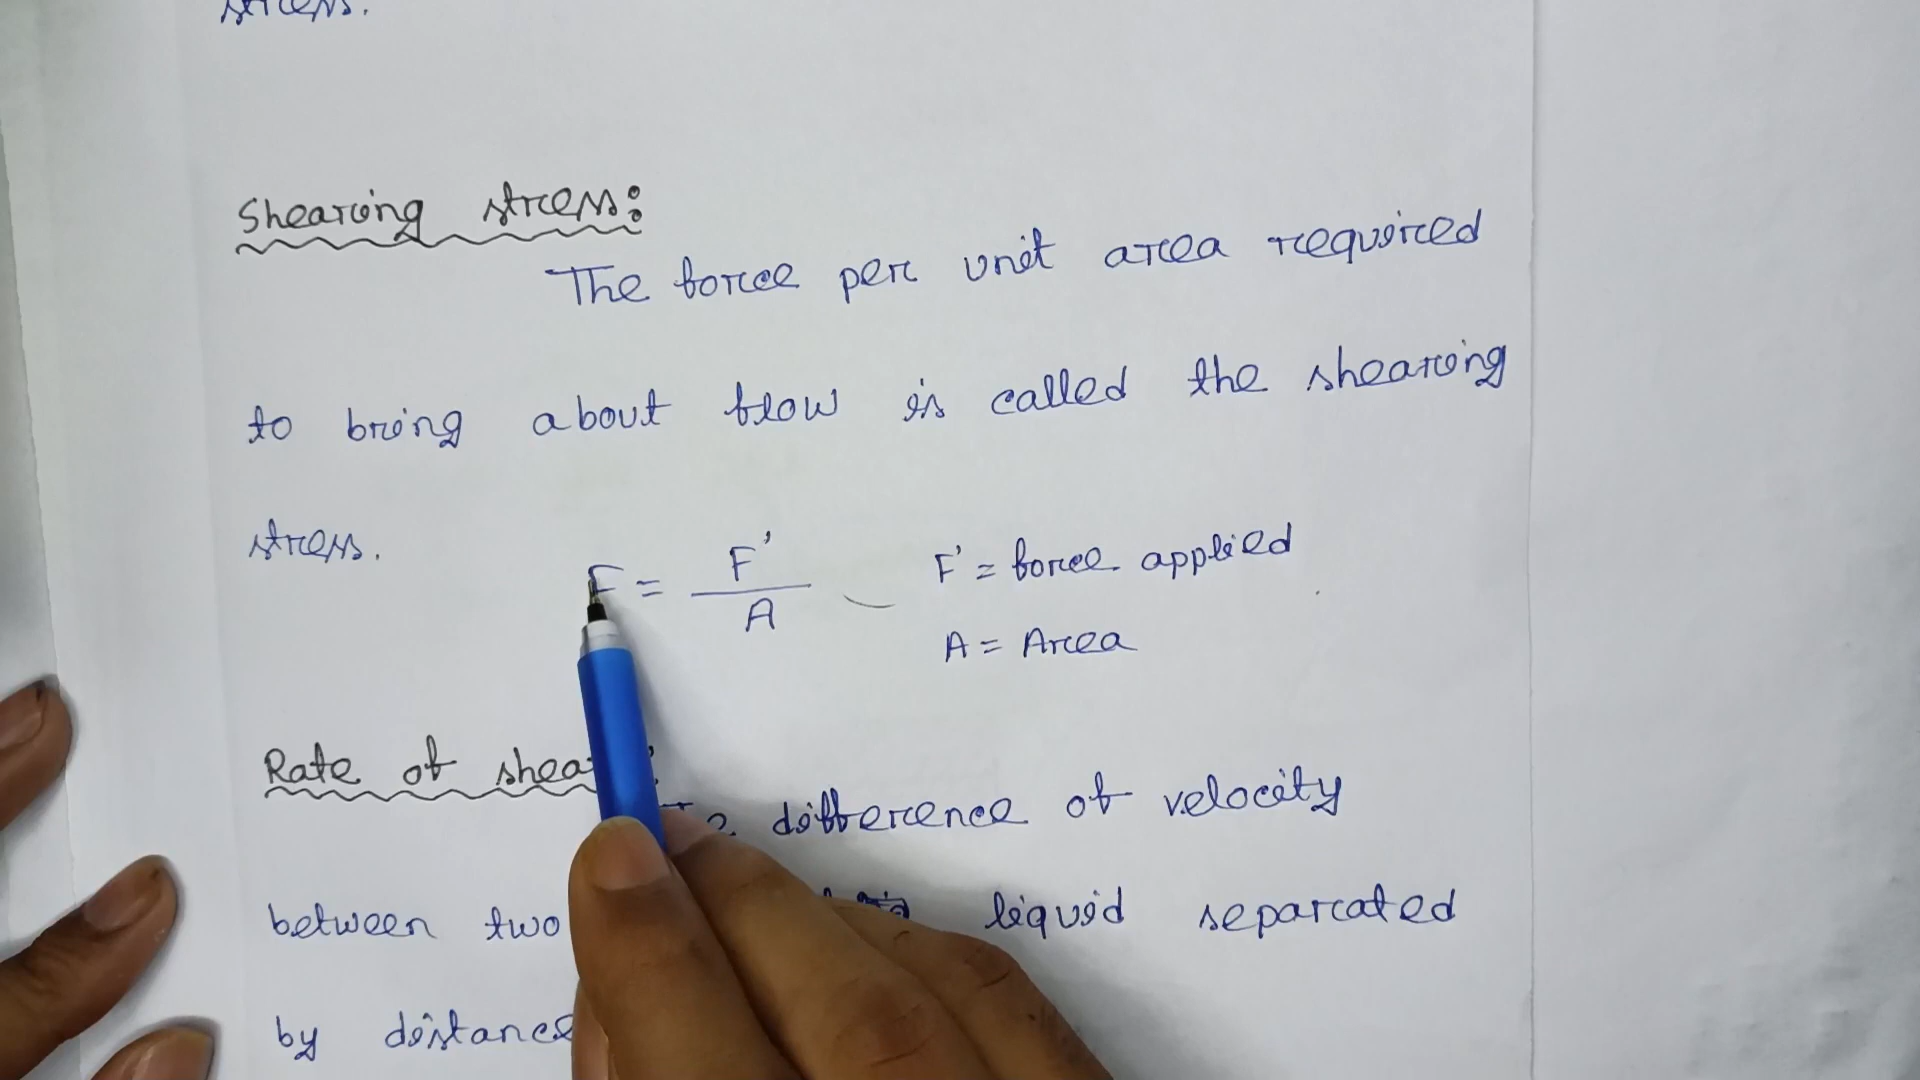 stress.
Shearing stress:
The force per unit area required
to bring about flow is called the shearing
stress.
F = F' / A F' = force applied
A = Area
Rate of
difference of velocity
between two liquid separated
by distance